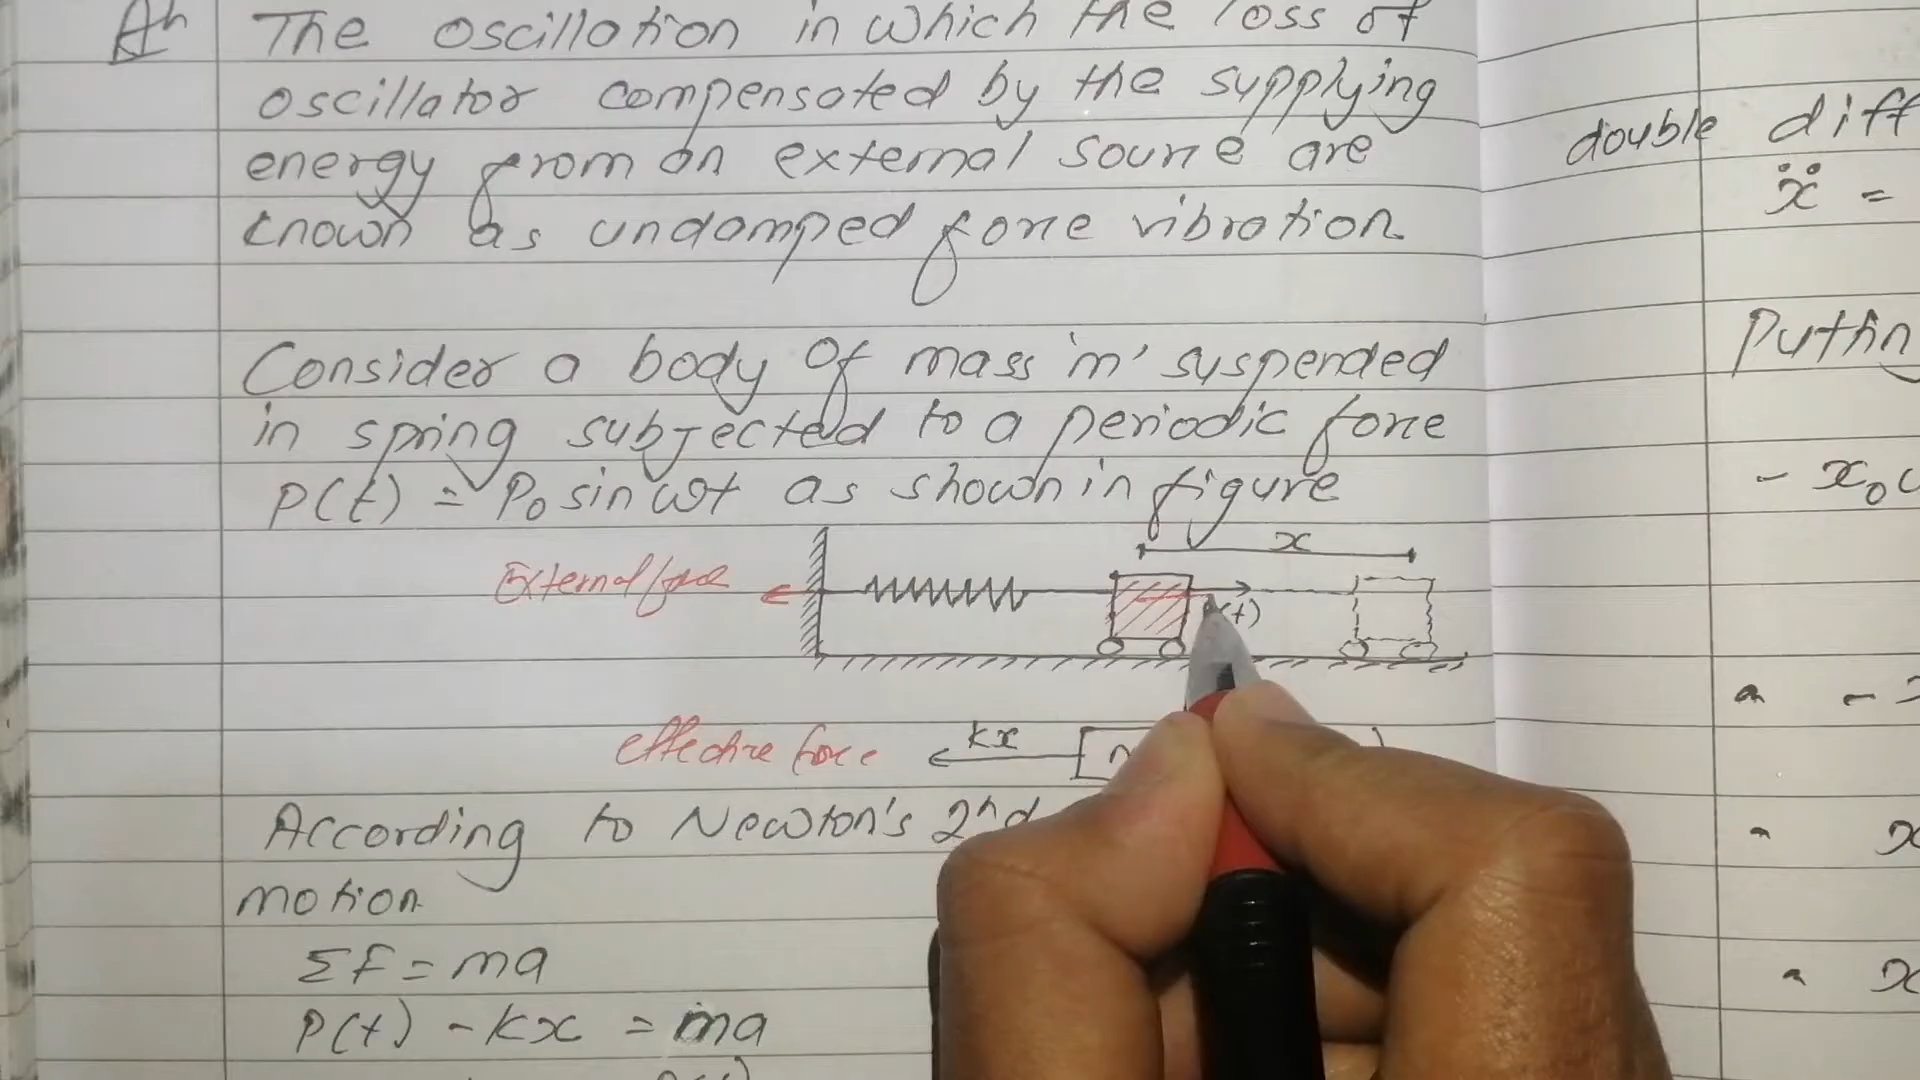 The oscillation in which the loss of
oscillator compensated by the supplying
energy from an external source are
known as undamped force vibration
Consider a body of mass 'm' suspended
in spring subjected to a periodic force
P(t) = P₀ sin ωt as shown in figure
x
External force
(t)
effective force kx
According to Newton's 2nd
motion
Σf = ma
P(t) - kx = ma
double diff
ẍ =
Puttin
- x₀
- x
x